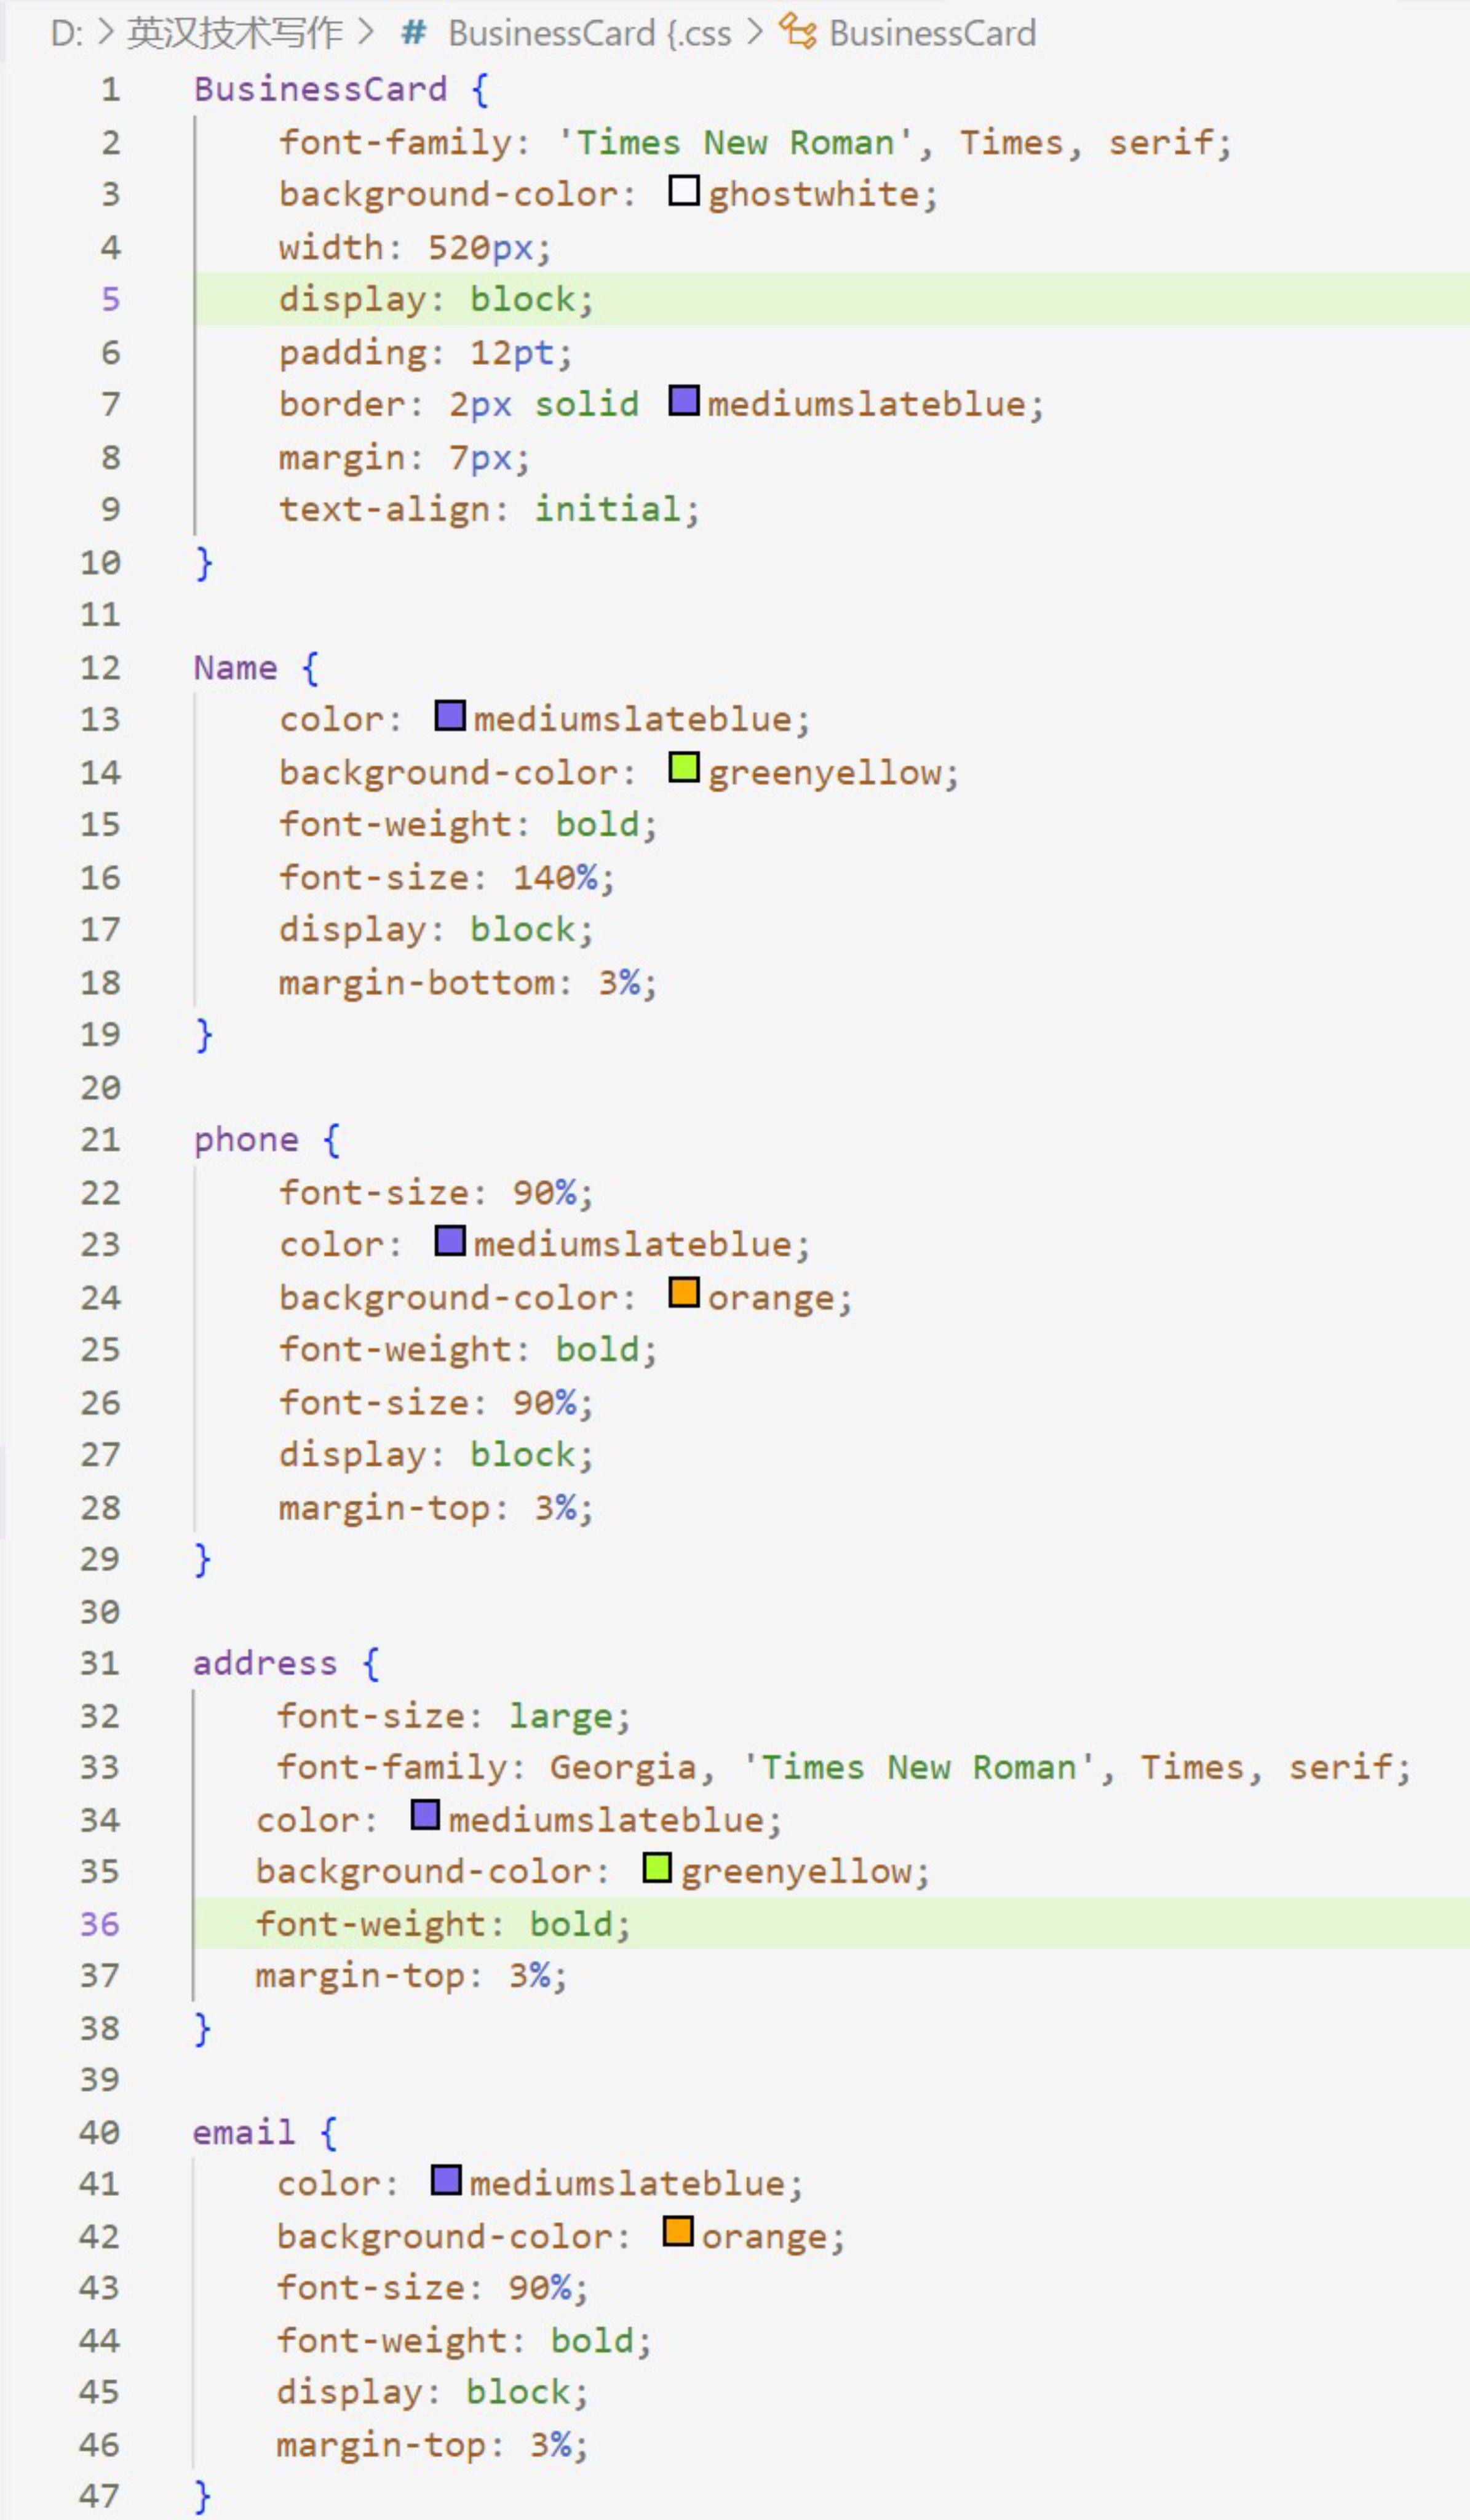 D: > 英汉技术写作 > # BusinessCard {.css > BusinessCard
1 BusinessCard {
2 font-family: 'Times New Roman', Times, serif;
3 background-color: ghostwhite;
4 width: 520px;
5 display: block;
6 padding: 12pt;
7 border: 2px solid mediumslateblue;
8 margin: 7px;
9 text-align: initial;
10 }
11
12 Name {
13 color: mediumslateblue;
14 background-color: greenyellow;
15 font-weight: bold;
16 font-size: 140%;
17 display: block;
18 margin-bottom: 3%;
19 }
20
21 phone {
22 font-size: 90%;
23 color: mediumslateblue;
24 background-color: orange;
25 font-weight: bold;
26 font-size: 90%;
27 display: block;
28 margin-top: 3%;
29 }
30
31 address {
32 font-size: large;
33 font-family: Georgia, 'Times New Roman', Times, serif;
34 color: mediumslateblue;
35 background-color: greenyellow;
36 font-weight: bold;
37 margin-top: 3%;
38 }
39
40 email {
41 color: mediumslateblue;
42 background-color: orange;
43 font-size: 90%;
44 font-weight: bold;
45 display: block;
46 margin-top: 3%;
47 }